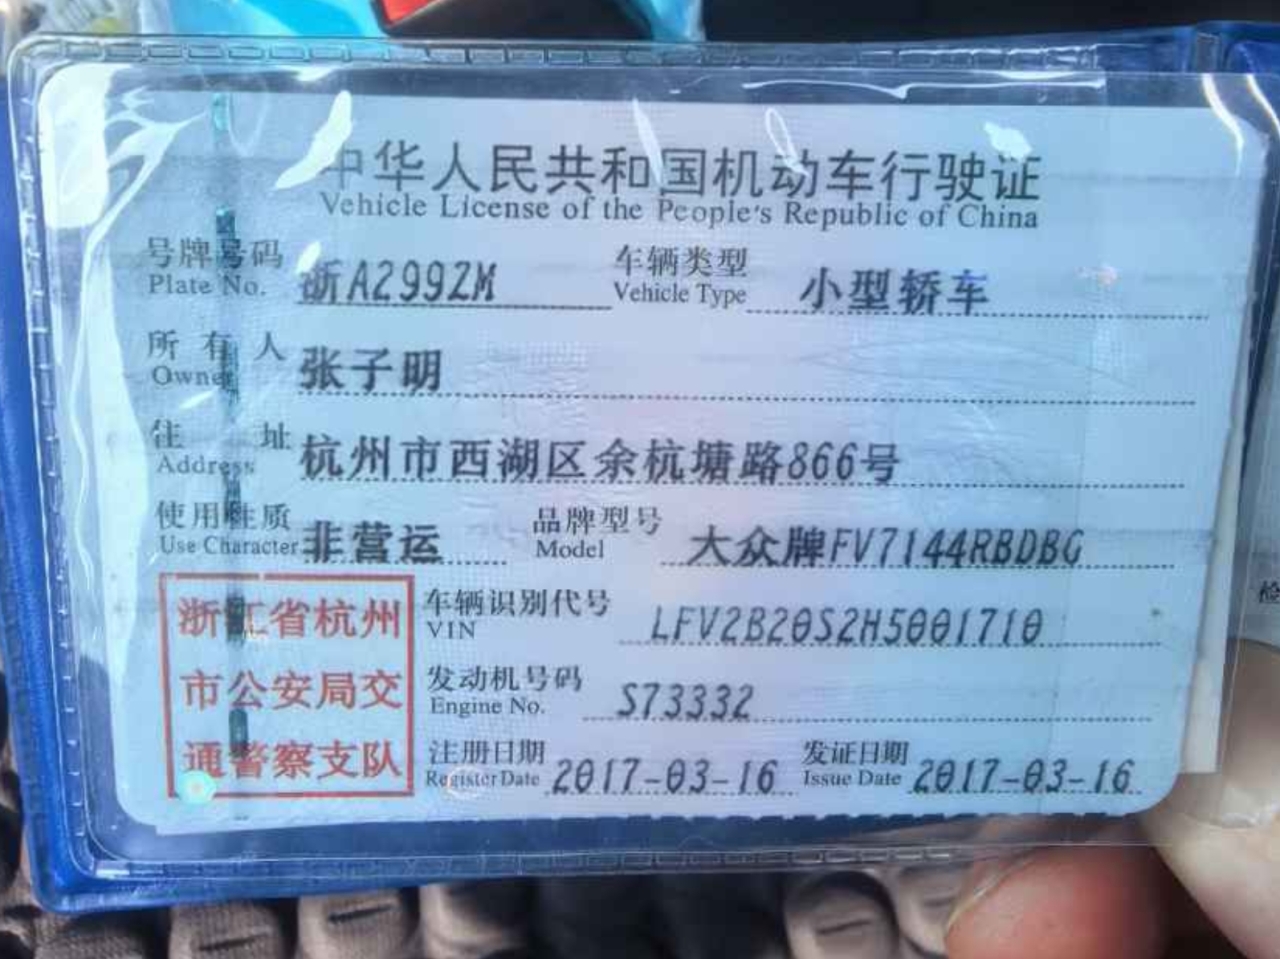 中华人民共和国机动车行驶证
Vehicle License of the People's Republic of China
号牌号码 浙A299ZM 车辆类型 小型轿车
Plate No. Vehicle Type
所有人 张子明
Owner
住址 杭州市西湖区余杭塘路866号
Address
使用性质 非营运 品牌型号 大众牌FV7144RBDBG
Use Character Model
浙江省杭州
市公安局交
通警察支队
车辆识别代号 LFV2B20S2H5001710
VIN
发动机号码 S73332
Engine No.
注册日期 2017-03-16 发证日期 2017-03-16
Register Date Issue Date
检